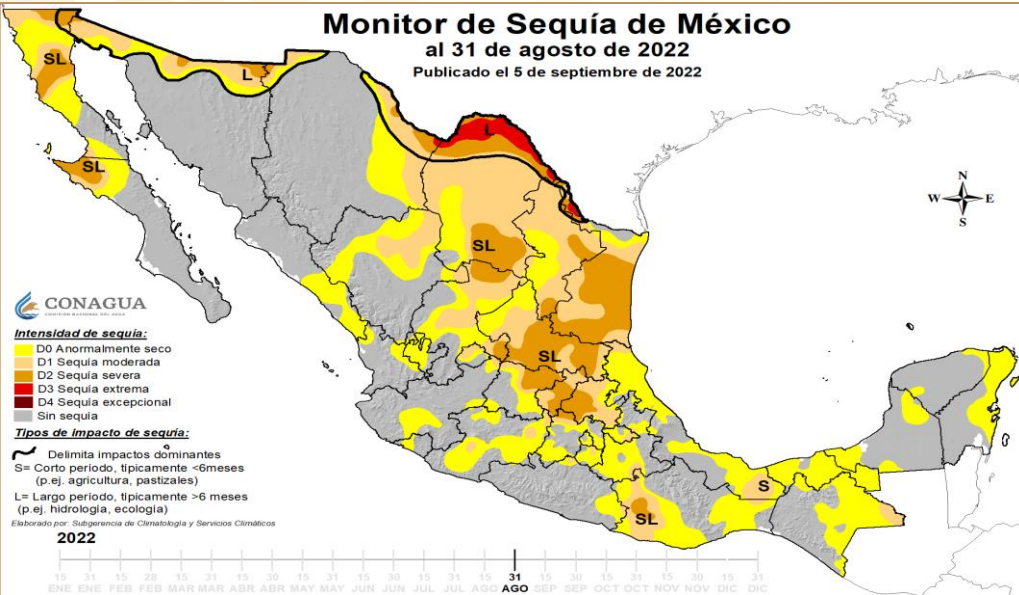 Monitor de Sequía de México
al 31 de agosto de 2022
Publicado el 5 de septiembre de 2022
SL
L
L
SL
SL
SL
SL
S
N
W E
S
CONAGUA
COMISIÓN NACIONAL DEL AGUA
Intensidad de sequía:
D0 Anormalmente seco
D1 Sequía moderada
D2 Sequía severa
D3 Sequía extrema
D4 Sequía excepcional
Sin sequía
Tipos de impacto de sequía:
Delimita impactos dominantes
S= Corto período, típicamente <6meses
(p.ej. agricultura, pastizales)
L= Largo período, típicamente >6 meses
(p.ej. hidrología, ecología)
Elaborado por: Subgerencia de Climatología y Servicios Climáticos
2022
15 31 15 28 15 31 15 30 15 31 15 30 15 31 15 31 15 30 15 31 15 30 15 31
ENE ENE FEB FEB MAR MAR ABR ABR MAY MAY JUN JUN JUL JUL AGO AGO SEP SEP OCT OCT NOV NOV DIC DIC